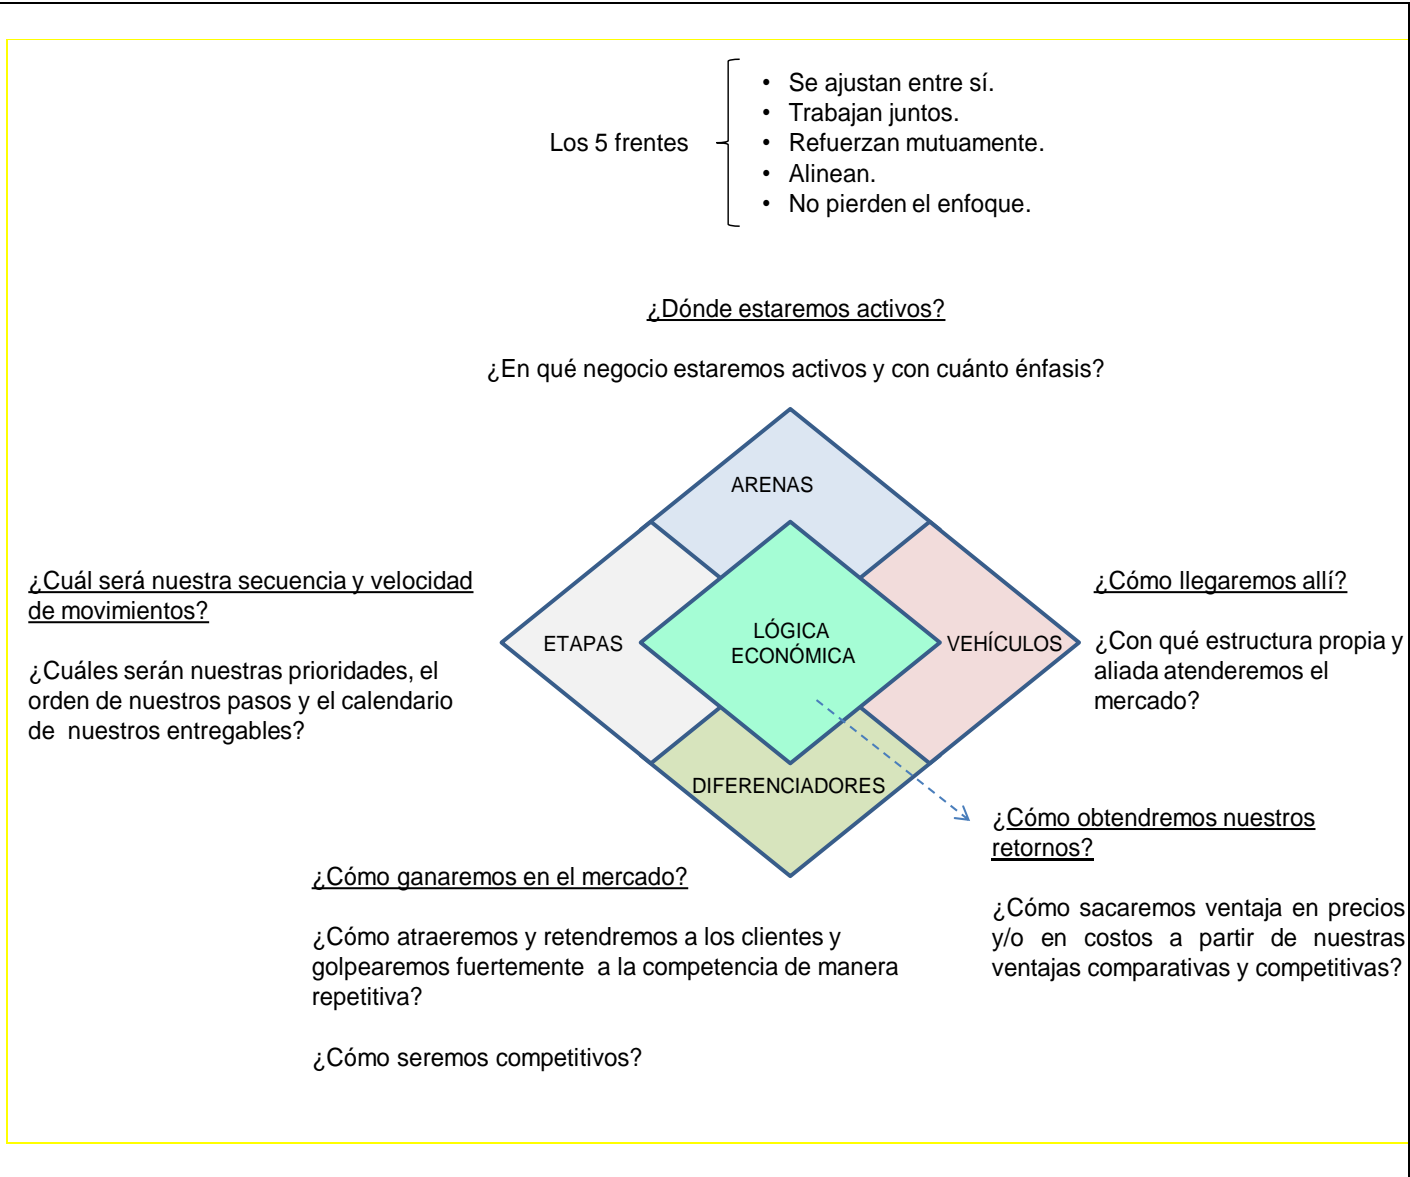 Los 5 frentes
• Se ajustan entre sí.
• Trabajan juntos.
• Refuerzan mutuamente.
• Alinean.
• No pierden el enfoque.
¿Dónde estaremos activos?
¿En qué negocio estaremos activos y con cuánto énfasis?
ARENAS
¿Cuál será nuestra secuencia y velocidad
de movimientos?
¿Cuáles serán nuestras prioridades, el
orden de nuestros pasos y el calendario
de nuestros entregables?
ETAPAS
LÓGICA
ECONÓMICA
VEHÍCULOS
¿Cómo llegaremos allí?
¿Con qué estructura propia y
aliada atenderemos el
mercado?
DIFERENCIADORES
¿Cómo obtendremos nuestros
retornos?
¿Cómo sacaremos ventaja en precios
y/o en costos a partir de nuestras
ventajas comparativas y competitivas?
¿Cómo ganaremos en el mercado?
¿Cómo atraeremos y retendremos a los clientes y
golpearemos fuertemente a la competencia de manera
repetitiva?
¿Cómo seremos competitivos?